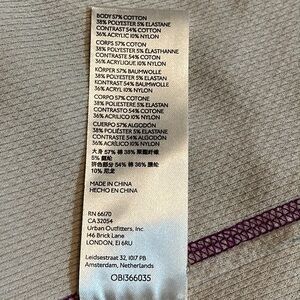 BODY 57% COTTON
38% POLYESTER 5% ELASTANE
CONTRAST 54% COTTON
36% ACRYLIC 10% NYLON
CORPS 57% COTON
38% POLYESTER 5% ÉLASTHANNE
CONTRASTE 54% COTON
36% ACRYLIQUE 10% NYLON
KÖRPER 57% BAUMWOLLE
38% POLYESTER 5% ELASTAN
KONTRAST 54% BAUMWOLLE
36% ACRYL 10% NYLON
CORPO 57% COTONE
38% POLIESTERE 5% ELASTAN
CONTRASTO 54% COTONE
36% ACRILICO 10% NYLON
CUERPO 57% ALGODÓN
38% POLIÉSTER 5% ELASTANE
CONTRASTE 54% ALGODÓN
36% ACRÍLICO 10% NYLON
大身 57% 棉 38% 聚酯纤维
5% 氨纶
拼色部分 54% 棉 36% 腈纶
10% 尼龙
MADE IN CHINA
HECHO EN CHINA
RN 66170
CA 32054
Urban Outfitters, Inc
146 Brick Lane
LONDON, E1 6RU
Leidsestraat 32, 1017 PB
Amsterdam, Netherlands
OB1366035